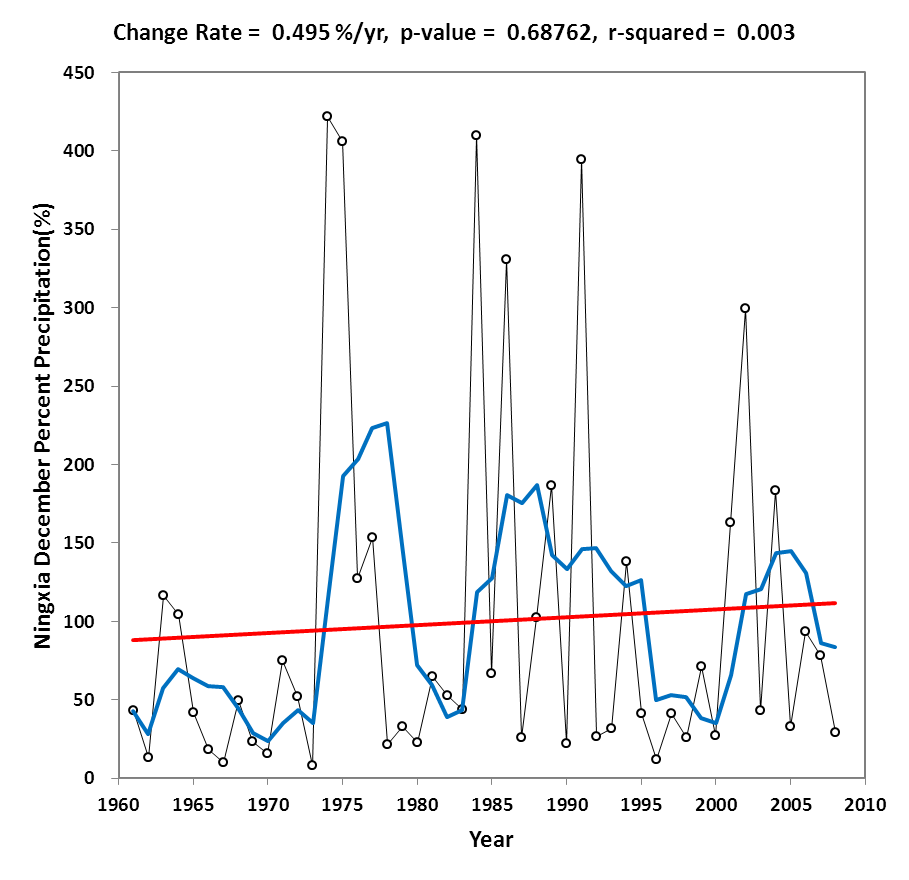 Change Rate = 0.495 %/yr, p-value = 0.68762, r-squared = 0.003
450
400
350
300
250
200
150
100
50
0
Ningxia December Percent Precipitation(%)
1960 1965 1970 1975 1980 1985 1990 1995 2000 2005 2010
Year